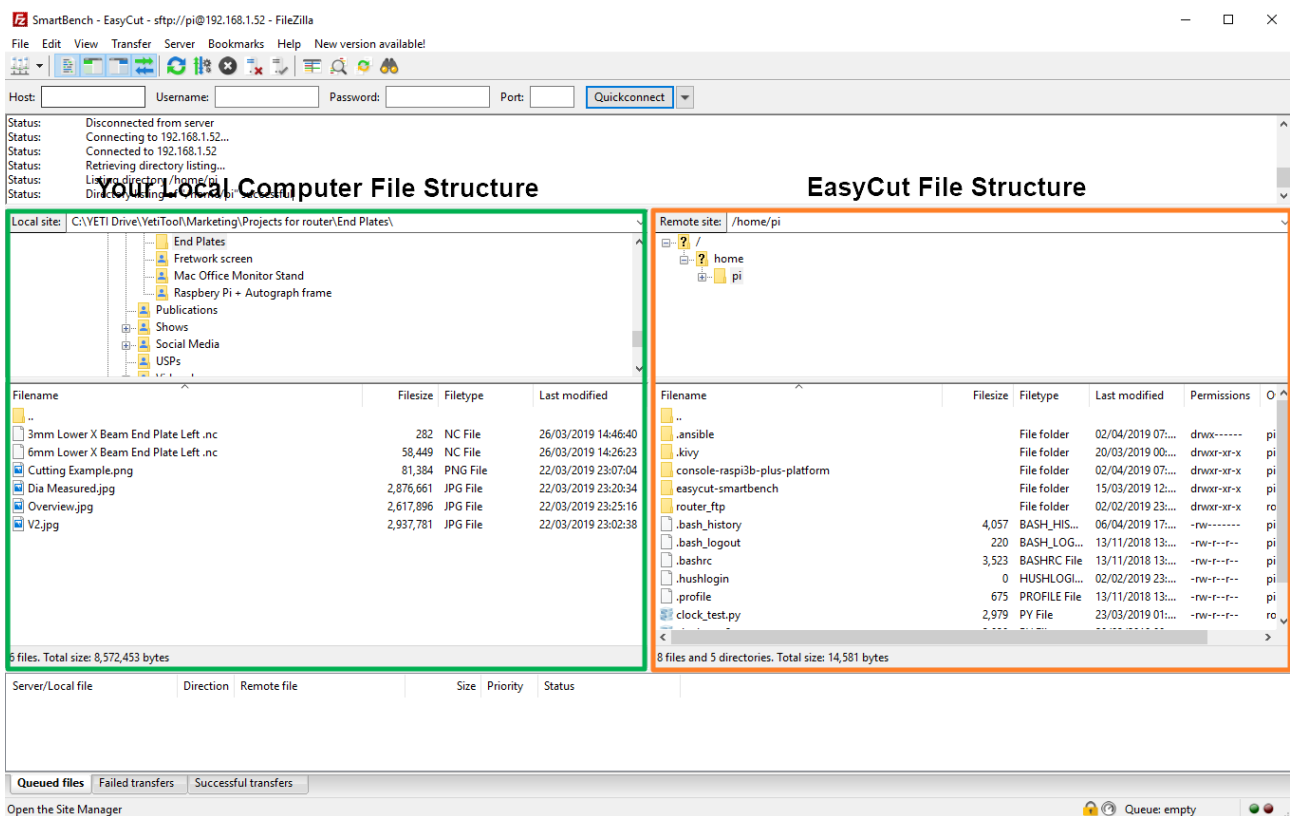 SmartBench - EasyCut - sftp://pi@192.168.1.52 - FileZilla
File Edit View Transfer Server Bookmarks Help New version available!
Host: Username: Password: Port: Quickconnect
Status: Disconnected from server
Status: Connecting to 192.168.1.52...
Status: Connected to 192.168.1.52
Status: Retrieving directory listing...
Status: Listing directory /home/pi
Status: Directory listing of "/home/pi" successful
Your Local Computer File Structure
EasyCut File Structure
Local site: C:\YETI Drive\YetiTool\Marketing\Projects for router\End Plates\
End Plates
Fretwork screen
Mac Office Monitor Stand
Raspbery Pi + Autograph frame
Publications
Shows
Social Media
USPs
Filename Filesize Filetype Last modified
..
3mm Lower X Beam End Plate Left .nc 282 NC File 26/03/2019 14:46:40
6mm Lower X Beam End Plate Left .nc 58,449 NC File 26/03/2019 14:26:23
Cutting Example.png 81,384 PNG File 22/03/2019 23:07:04
Dia Measured.jpg 2,876,661 JPG File 22/03/2019 23:20:34
Overview.jpg 2,617,896 JPG File 22/03/2019 23:25:16
V2.jpg 2,937,781 JPG File 22/03/2019 23:02:38
6 files. Total size: 8,572,453 bytes
Remote site: /home/pi
/
home
pi
Filename Filesize Filetype Last modified Permissions O
..
.ansible File folder 02/04/2019 07:... drwx------ pi
.kivy File folder 20/03/2019 00:... drwxr-xr-x pi
console-raspi3b-plus-platform File folder 02/04/2019 07:... drwxr-xr-x pi
easycut-smartbench File folder 15/03/2019 12:... drwxr-xr-x pi
router_ftp File folder 02/02/2019 23:... drwxr-xr-x ro
.bash_history 4,057 BASH_HIS... 06/04/2019 17:... -rw------- pi
.bash_logout 220 BASH_LOG... 13/11/2018 13:... -rw-r--r-- pi
.bashrc 3,523 BASHRC File 13/11/2018 13:... -rw-r--r-- pi
.hushlogin 0 HUSHLOGI... 02/02/2019 23:... -rw-r--r-- pi
.profile 675 PROFILE File 13/11/2018 13:... -rw-r--r-- pi
clock_test.py 2,979 PY File 23/03/2019 01:... -rw-r--r-- ro
8 files and 5 directories. Total size: 14,581 bytes
Server/Local file Direction Remote file Size Priority Status
Queued files Failed transfers Successful transfers
Open the Site Manager Queue: empty